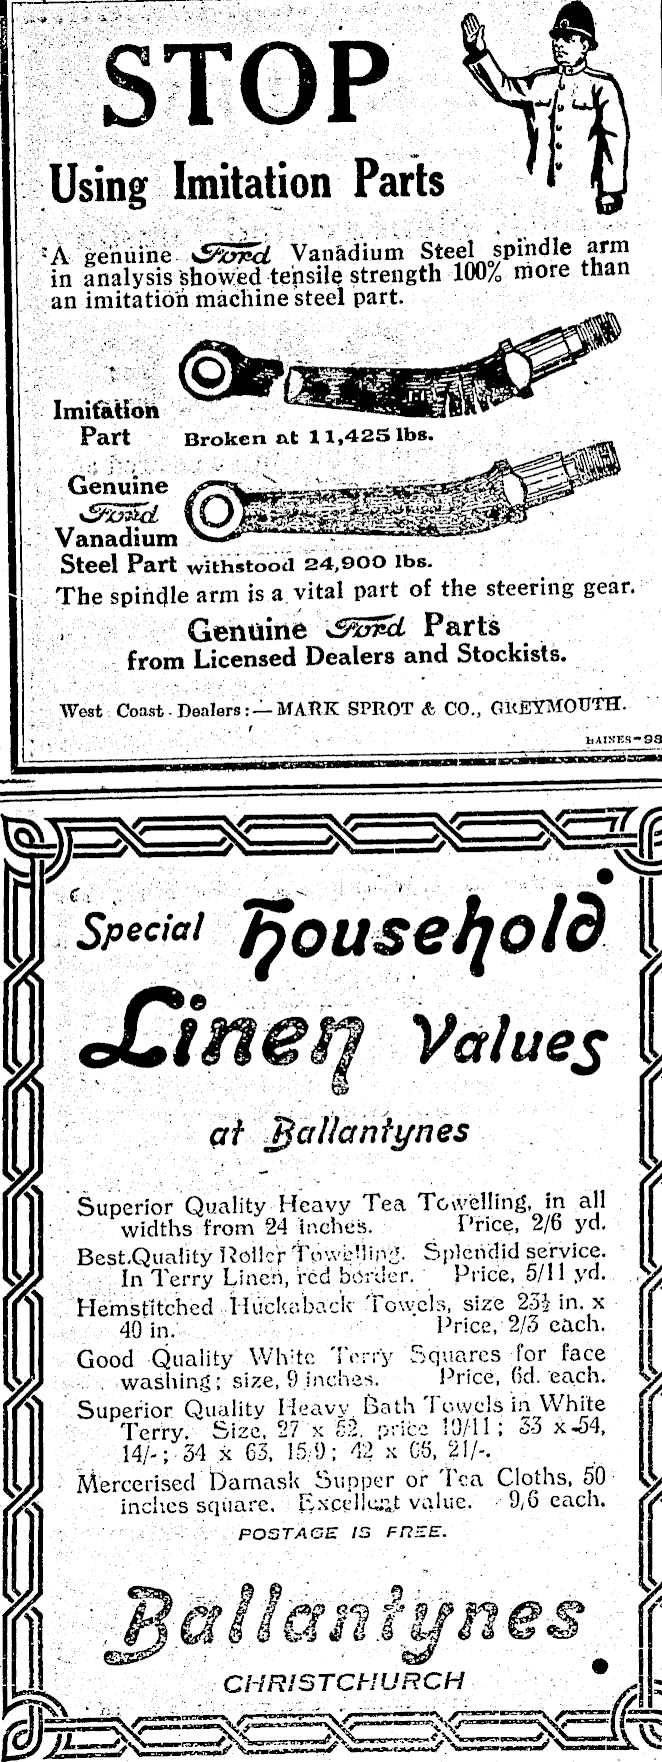 STOP
Using Imitation Parts
A genuine Ford Vanadium Steel spindle arm
in analysis showed tensile strength 100% more than
an imitation machine steel part.
Imitation
Part
Broken at 11,425 lbs.
Genuine
Ford
Vanadium
Steel Part withstood 24,900 lbs.
The spindle arm is a vital part of the steering gear.
Genuine Ford Parts
from Licensed Dealers and Stockists.
West Coast Dealers:— MARK SPROT & CO., GREYMOUTH.
HAINES-98
Special Household
Linen Values
at Ballantynes
Superior Quality Heavy Tea Towelling, in all
widths from 24 inches. Price, 2/6 yd.
Best Quality Roller Towelling. Splendid service.
In Terry Linen, red border. Price, 5/11 yd.
Hemstitched Huckaback Towels, size 23½ in. x
40 in. Price, 2/3 each.
Good Quality White Terry Squares for face
washing; size, 9 inches. Price, 6d. each.
Superior Quality Heavy Bath Towels in White
Terry. Size, 27 x 52, price 10/11; 33 x 54,
14/-; 34 x 63, 15/9; 42 x 66, 21/-.
Mercerised Damask Supper or Tea Cloths, 50
inches square. Excellent value. 9/6 each.
POSTAGE IS FREE.
Ballantynes
CHRISTCHURCH